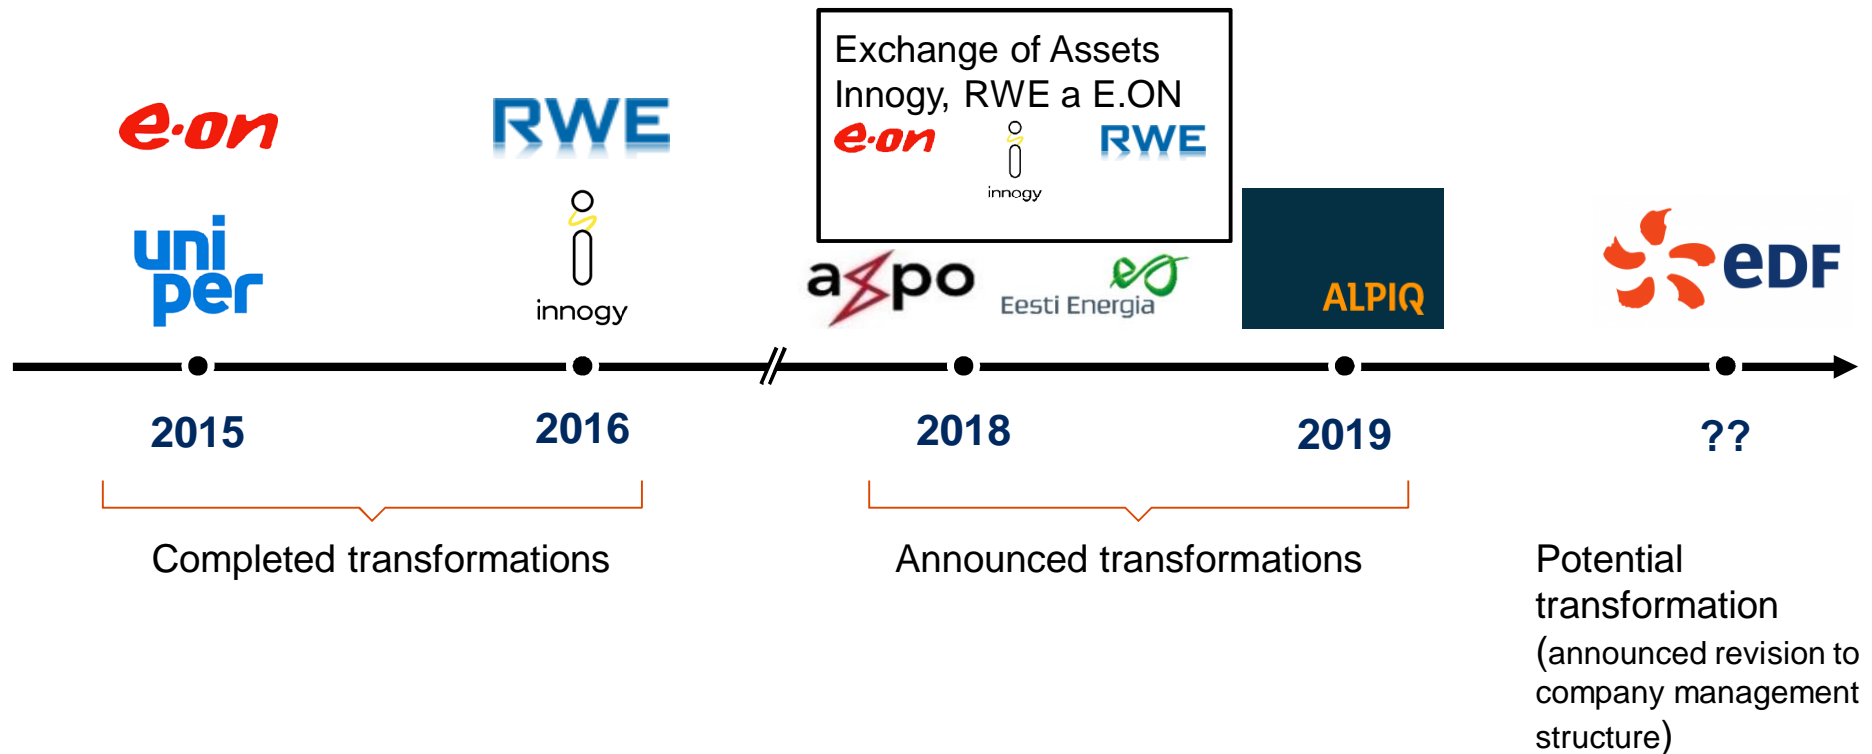 Exchange of Assets
Innogy, RWE a E.ON
e·on
innogy
RWE
e·on
RWE
uni
per
innogy
axpo
Eesti Energia
ALPIQ
eDF
2015
2016
2018
2019
??
Completed transformations
Announced transformations
Potential
transformation
(announced revision to
company management
structure)